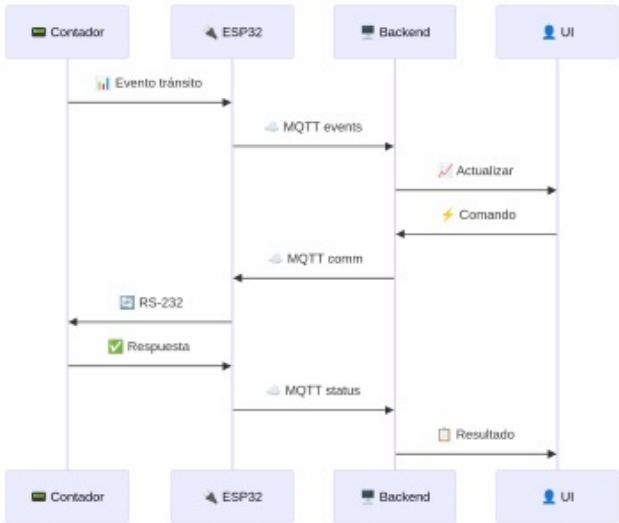 📟 Contador
🔌 ESP32
🖥️ Backend
👤 UI
📊 Evento tránsito
☁️ MQTT events
📈 Actualizar
⚡ Comando
☁️ MQTT comm
🔄 RS-232
✅ Respuesta
☁️ MQTT status
📋 Resultado
📟 Contador
🔌 ESP32
🖥️ Backend
👤 UI